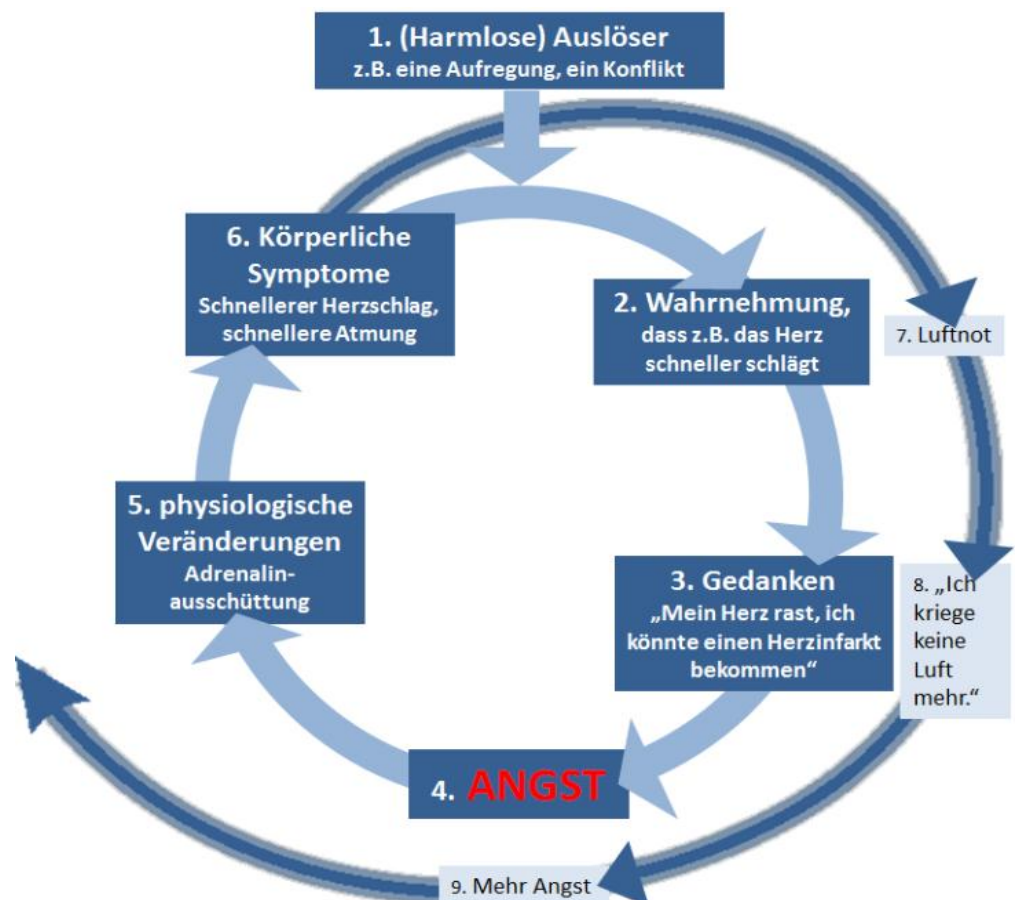 1. (Harmlose) Auslöser
z.B. eine Aufregung, ein Konflikt
2. Wahrnehmung,
dass z.B. das Herz
schneller schlägt
3. Gedanken
„Mein Herz rast, ich
könnte einen Herzinfarkt
bekommen“
4. ANGST
5. physiologische
Veränderungen
Adrenalin-
ausschüttung
6. Körperliche
Symptome
Schnellerer Herzschlag,
schnellere Atmung
7. Luftnot
8. „Ich
kriege
keine
Luft
mehr.“
9. Mehr Angst